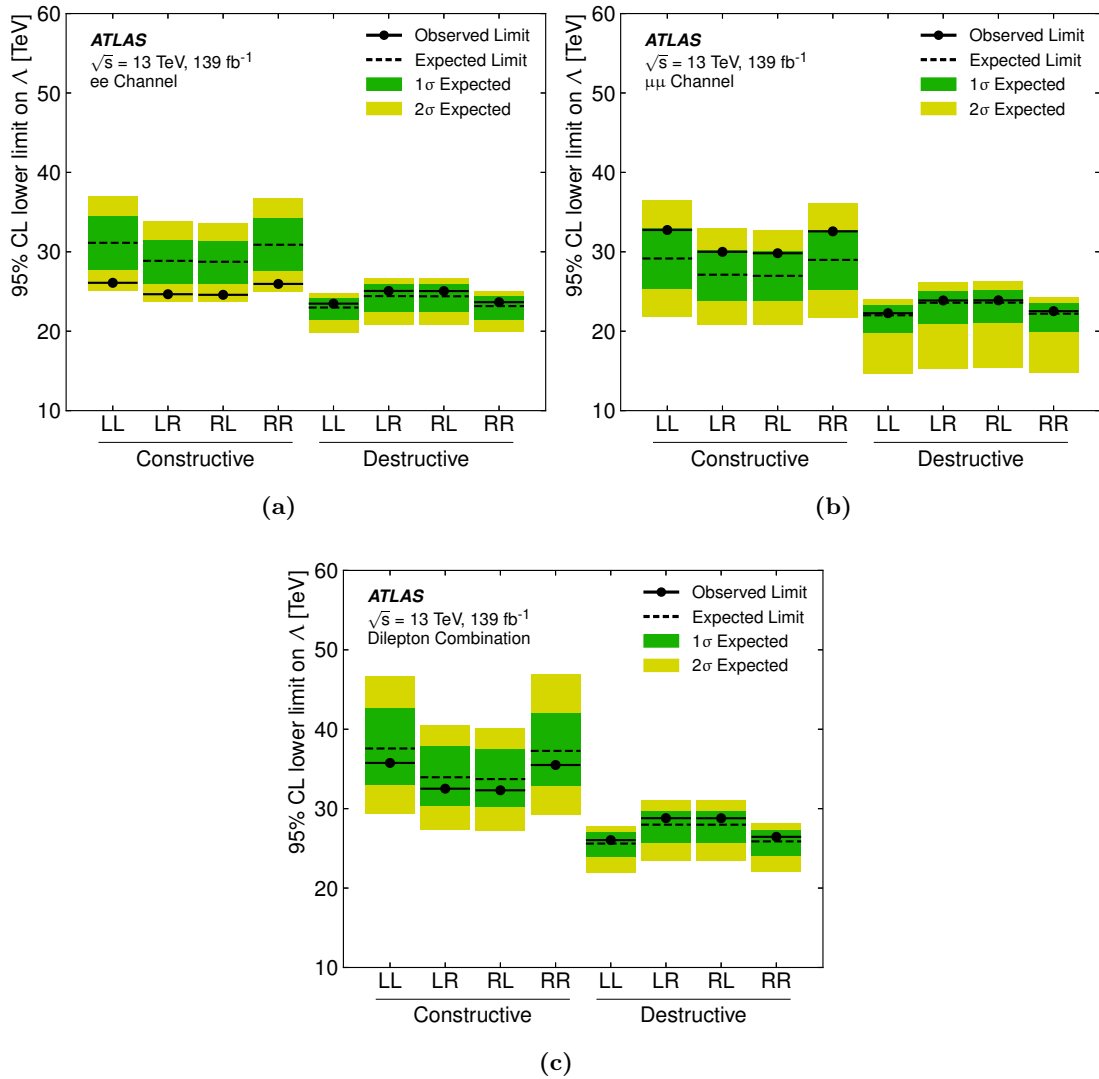 95% CL lower limit on Λ [TeV]
60
50
40
30
20
10
ATLAS
√s = 13 TeV, 139 fb⁻¹
ee Channel
Observed Limit
Expected Limit
1σ Expected
2σ Expected
LL LR RL RR LL LR RL RR
Constructive Destructive
(a)
95% CL lower limit on Λ [TeV]
60
50
40
30
20
10
ATLAS
√s = 13 TeV, 139 fb⁻¹
μμ Channel
Observed Limit
Expected Limit
1σ Expected
2σ Expected
LL LR RL RR LL LR RL RR
Constructive Destructive
(b)
95% CL lower limit on Λ [TeV]
60
50
40
30
20
10
ATLAS
√s = 13 TeV, 139 fb⁻¹
Dilepton Combination
Observed Limit
Expected Limit
1σ Expected
2σ Expected
LL LR RL RR LL LR RL RR
Constructive Destructive
(c)